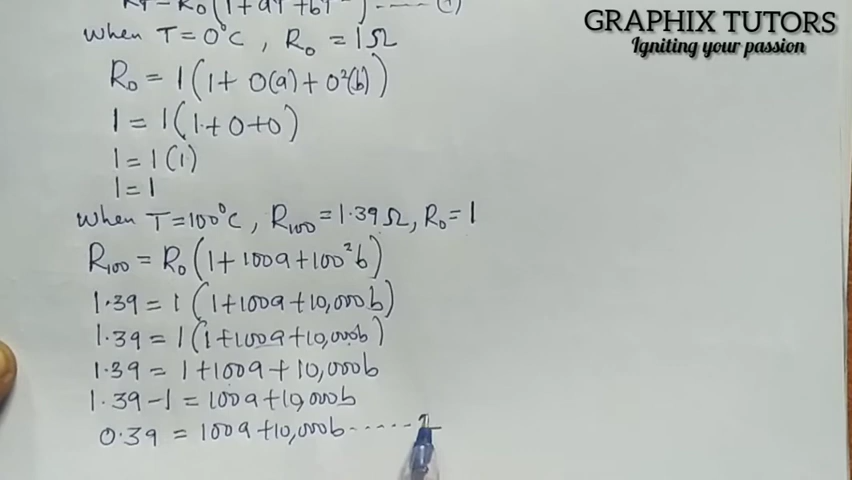 GRAPHIX TUTORS
Igniting your passion
When T=0°C, R₀ = 1Ω
R₀ = 1(1+ 0(a) + 0²(b))
1 = 1(1+0+0)
1 = 1(1)
1 = 1
When T=100°C, R₁₀₀ = 1.39Ω, R₀ = 1
R₁₀₀ = R₀(1+100a+100²b)
1.39 = 1(1+100a+10,000b)
1.39 = 1(1+100a+10,000b)
1.39 = 1+100a+10,000b
1.39-1 = 100a+10,000b
0.39 = 100a+10,000b-----